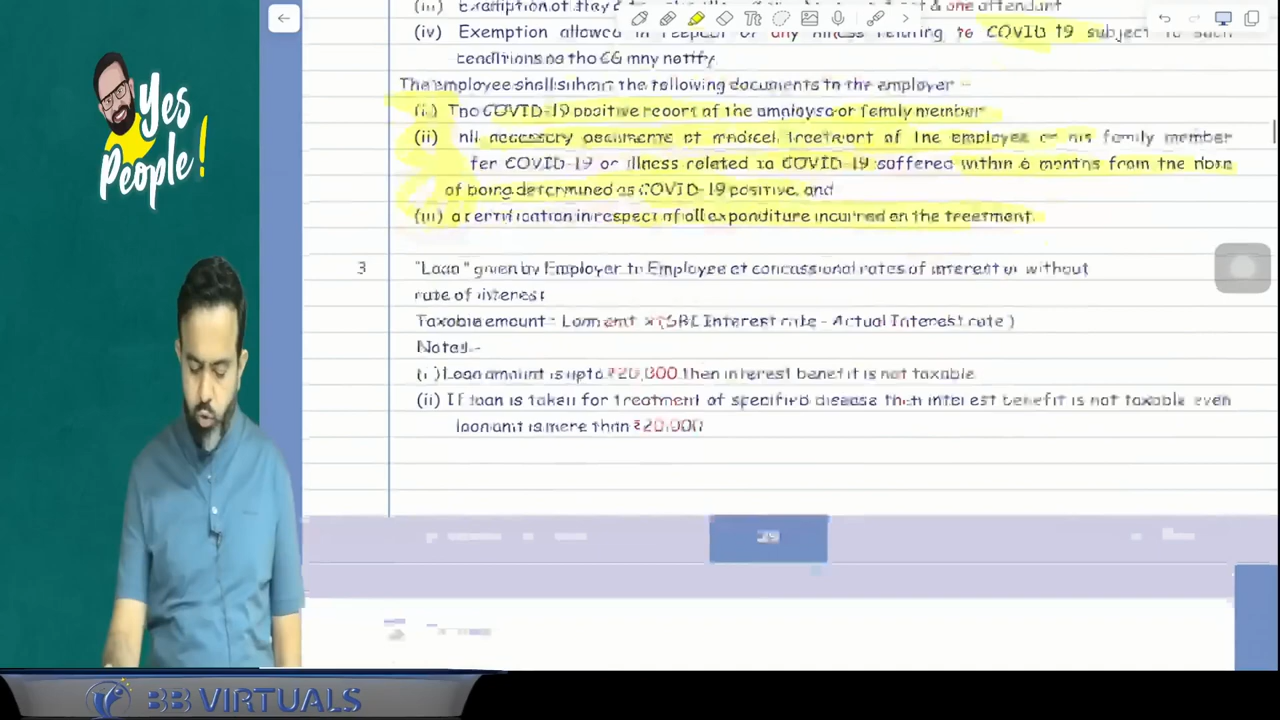 Yes
People!
(iv) Exemption allowed in respect of any illness relating to COVID 19 subject to such
conditions as the CG may notify
The employee shall submit the following documents to the employer -
(i) The COVID-19 positive report of the employee or family member
(ii) All necessary documents of medical treatment of the employee or his family member
for COVID-19 or illness related to COVID-19 suffered within 6 months from the
of being determined as COVID-19 positive, and
(iii) a certification in respect of all expenditure incurred on the treatment.
3 "Loan" given by Employer to Employee at concessional rates of interest or without
rate of interest
Taxable amount : Loan amt × (SBI Interest rate - Actual Interest rate)
Notes -
(i) Loan amount is upto ₹20,000 then interest benefit is not taxable
(ii) If loan is taken for treatment of specified disease then interest benefit is not taxable even
loan amt is more than ₹20,000
BB VIRTUALS